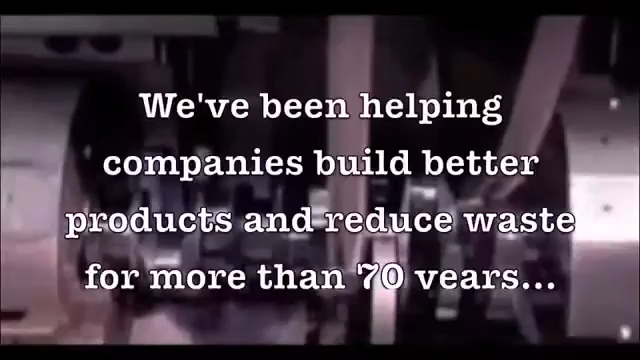 We've been helping
companies build better
products and reduce waste
for more than 70 years...